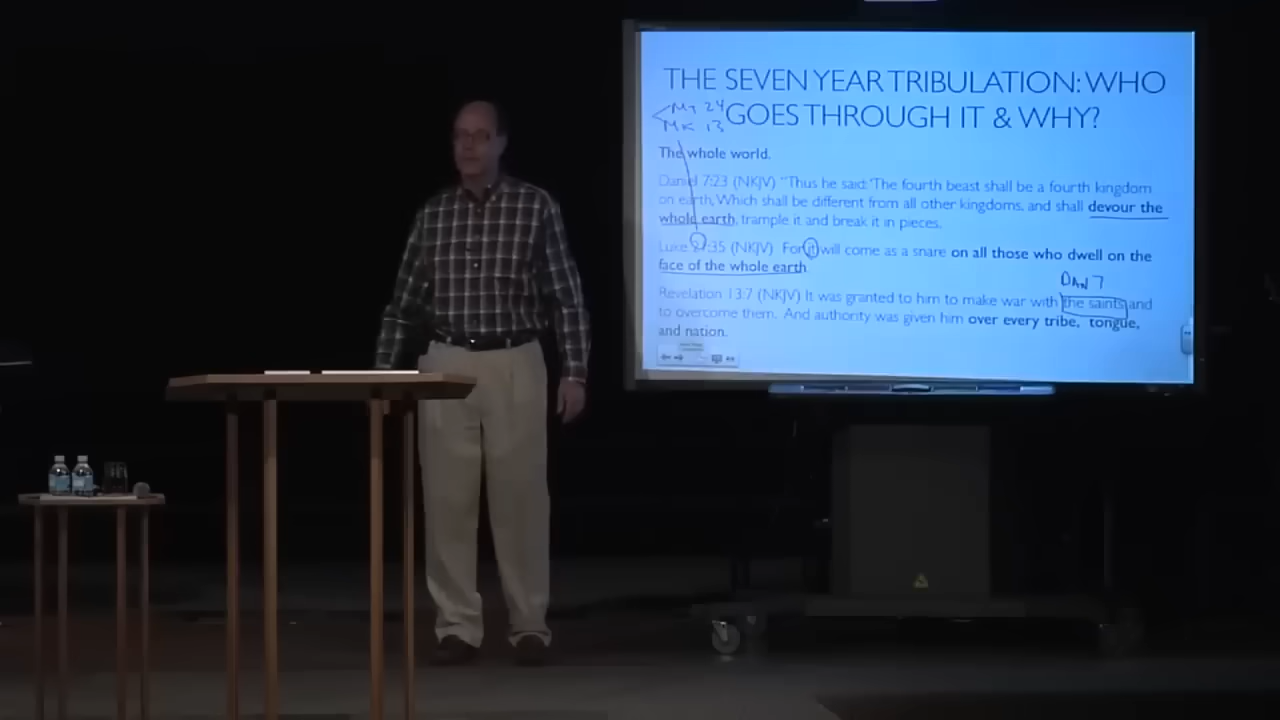 THE SEVEN YEAR TRIBULATION: WHO
GOES THROUGH IT & WHY?
MT 24
MK 13
The whole world.
Daniel 7:23 (NKJV) "Thus he said: 'The fourth beast shall be a fourth kingdom
on earth, Which shall be different from all other kingdoms, and shall devour the
whole earth, trample it and break it in pieces.
Luke 21:35 (NKJV) For it will come as a snare on all those who dwell on the
face of the whole earth
DAN 7
Revelation 13:7 (NKJV) It was granted to him to make war with the saints and
to overcome them. And authority was given him over every tribe, tongue,
and nation.